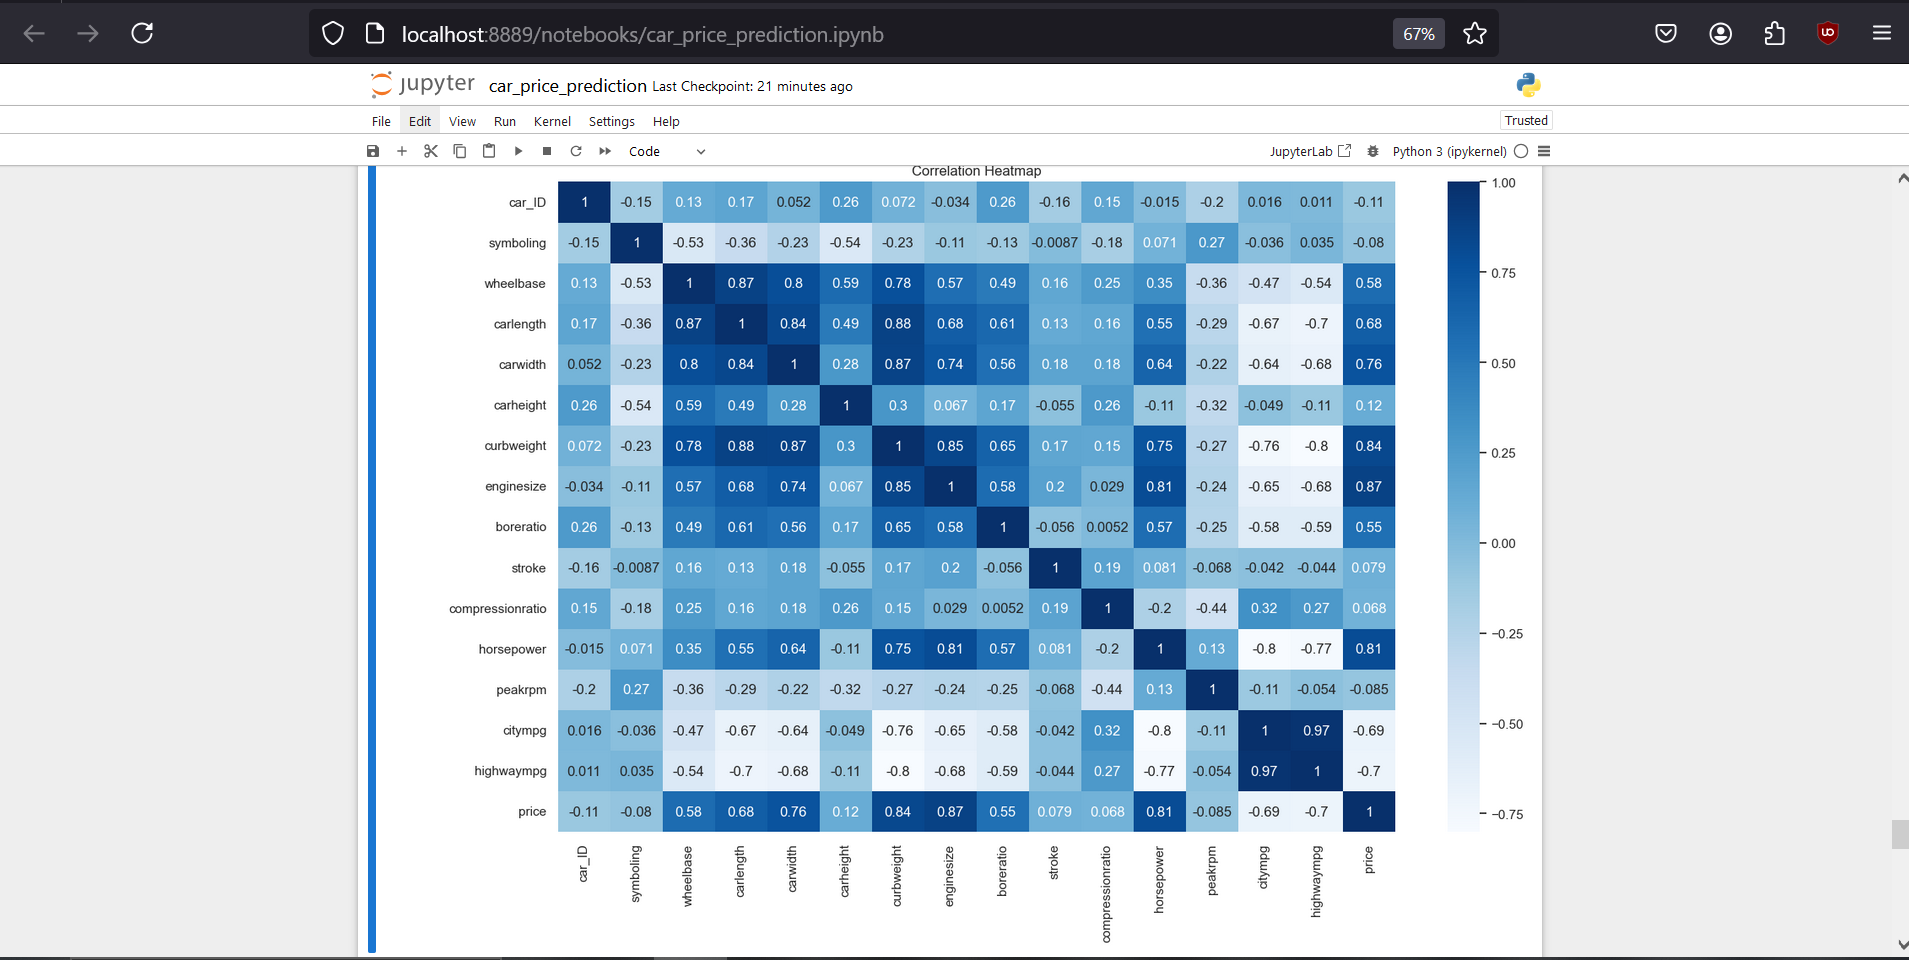 localhost:8889/notebooks/car_price_prediction.ipynb 67%
jupyter car_price_prediction Last Checkpoint: 21 minutes ago
File Edit View Run Kernel Settings Help Trusted
Code JupyterLab Python 3 (ipykernel)
Correlation Heatmap
car_ID 1 -0.15 0.13 0.17 0.052 0.26 0.072 -0.034 0.26 -0.16 0.15 -0.015 -0.2 0.016 0.011 -0.11
symboling -0.15 1 -0.53 -0.36 -0.23 -0.54 -0.23 -0.11 -0.13 -0.0087 -0.18 0.071 0.27 -0.036 0.035 -0.08
wheelbase 0.13 -0.53 1 0.87 0.8 0.59 0.78 0.57 0.49 0.16 0.25 0.35 -0.36 -0.47 -0.54 0.58
carlength 0.17 -0.36 0.87 1 0.84 0.49 0.88 0.68 0.61 0.13 0.16 0.55 -0.29 -0.67 -0.7 0.68
carwidth 0.052 -0.23 0.8 0.84 1 0.28 0.87 0.74 0.56 0.18 0.18 0.64 -0.22 -0.64 -0.68 0.76
carheight 0.26 -0.54 0.59 0.49 0.28 1 0.3 0.067 0.17 -0.055 0.26 -0.11 -0.32 -0.049 -0.11 0.12
curbweight 0.072 -0.23 0.78 0.88 0.87 0.3 1 0.85 0.65 0.17 0.15 0.75 -0.27 -0.76 -0.8 0.84
enginesize -0.034 -0.11 0.57 0.68 0.74 0.067 0.85 1 0.58 0.2 0.029 0.81 -0.24 -0.65 -0.68 0.87
boreratio 0.26 -0.13 0.49 0.61 0.56 0.17 0.65 0.58 1 -0.056 0.0052 0.57 -0.25 -0.58 -0.59 0.55
stroke -0.16 -0.0087 0.16 0.13 0.18 -0.055 0.17 0.2 -0.056 1 0.19 0.081 -0.068 -0.042 -0.044 0.079
compressionratio 0.15 -0.18 0.25 0.16 0.18 0.26 0.15 0.029 0.0052 0.19 1 -0.2 -0.44 0.32 0.27 0.068
horsepower -0.015 0.071 0.35 0.55 0.64 -0.11 0.75 0.81 0.57 0.081 -0.2 1 0.13 -0.8 -0.77 0.81
peakrpm -0.2 0.27 -0.36 -0.29 -0.22 -0.32 -0.27 -0.24 -0.25 -0.068 -0.44 0.13 1 -0.11 -0.054 -0.085
citympg 0.016 -0.036 -0.47 -0.67 -0.64 -0.049 -0.76 -0.65 -0.58 -0.042 0.32 -0.8 -0.11 1 0.97 -0.69
highwaympg 0.011 0.035 -0.54 -0.7 -0.68 -0.11 -0.8 -0.68 -0.59 -0.044 0.27 -0.77 -0.054 0.97 1 -0.7
price -0.11 -0.08 0.58 0.68 0.76 0.12 0.84 0.87 0.55 0.079 0.068 0.81 -0.085 -0.69 -0.7 1
car_ID symboling wheelbase carlength carwidth carheight curbweight enginesize boreratio stroke compressionratio horsepower peakrpm citympg highwaympg price
1.00
0.75
0.50
0.25
0.00
-0.25
-0.50
-0.75